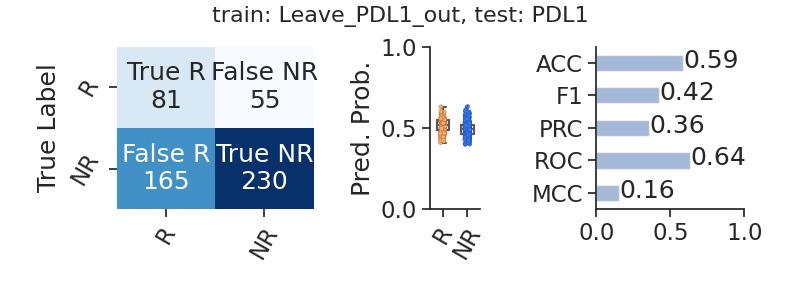 train: Leave_PDL1_out, test: PDL1
True Label
R
NR
True R
81
False NR
55
False R
165
True NR
230
R
NR
Pred. Prob.
1.0
0.5
0.0
R
NR
ACC
F1
PRC
ROC
MCC
0.59
0.42
0.36
0.64
0.16
0.0
0.5
1.0